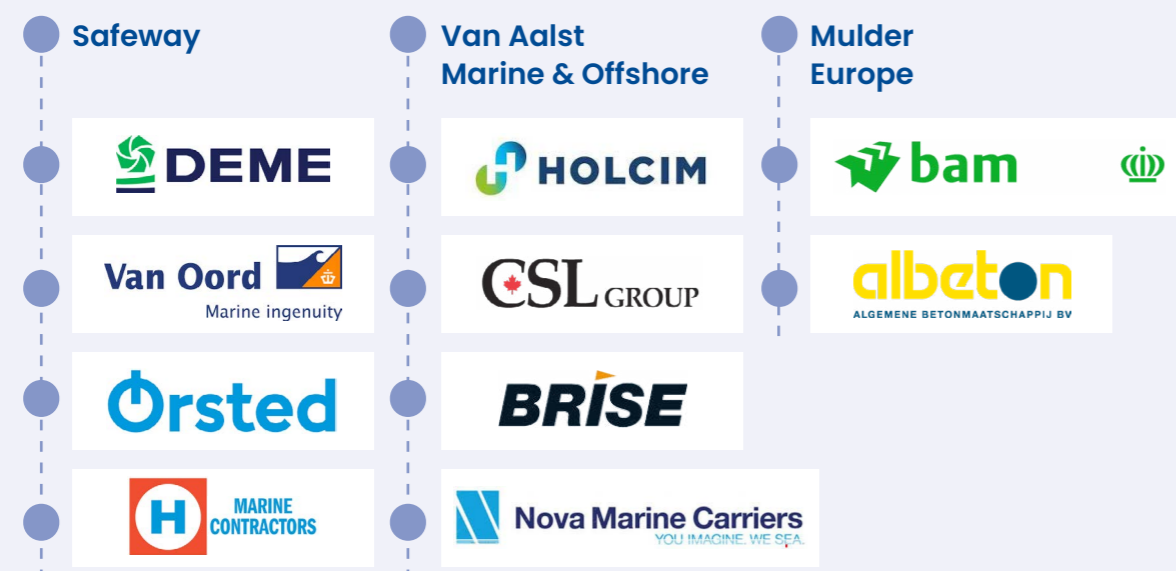 Safeway
DEME
Van Oord
Marine ingenuity
Ørsted
H
MARINE
CONTRACTORS
Van Aalst
Marine & Offshore
HOLCIM
CSL GROUP
BRISE
Nova Marine Carriers
YOU IMAGINE. WE SEA.
Mulder
Europe
bam
albeton
ALGEMENE BETONMAATSCHAPPIJ BV